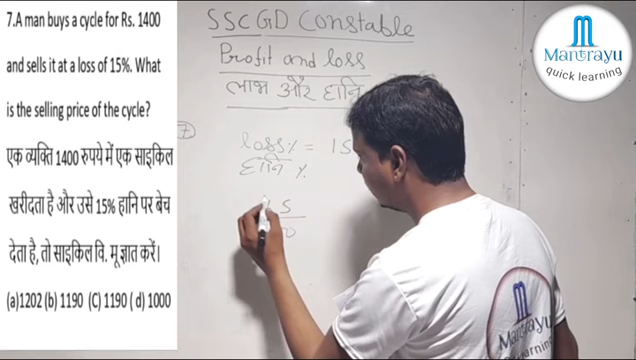 7.A man buys a cycle for Rs. 1400
and sells it at a loss of 15%. What
is the selling price of the cycle?
एक व्यक्ति 1400 रुपये में एक साइकिल
खरीदता है और उसे 15% हानि पर बेच
देता है, तो साइकिल वि. मू ज्ञात करें।
(a)1202 (b) 1190 (C) 1190 ( d) 1000
SSC GD Constable
Profit and loss
लाभ और हानि
7
loss% = 15
हानि %
5
Mantrayu
quick learning
Mantrayu
learning